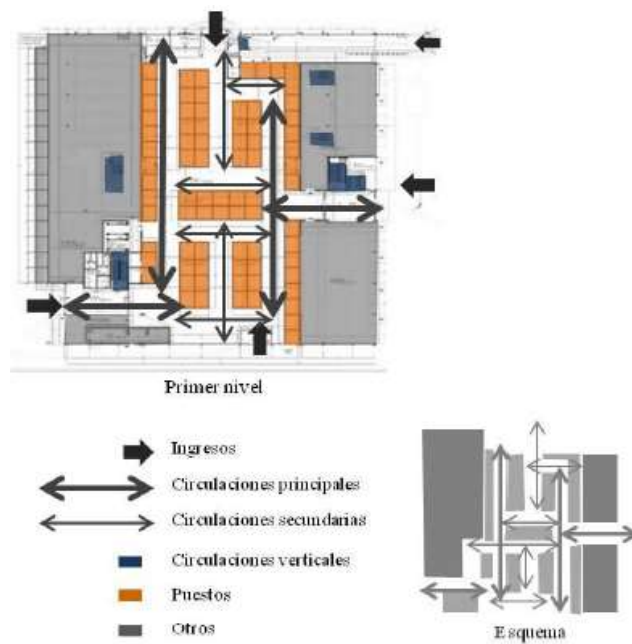 Primer nivel
Ingresos
Circulaciones principales
Circulaciones secundarias
Circulaciones verticales
Puestos
Otros
Esquema